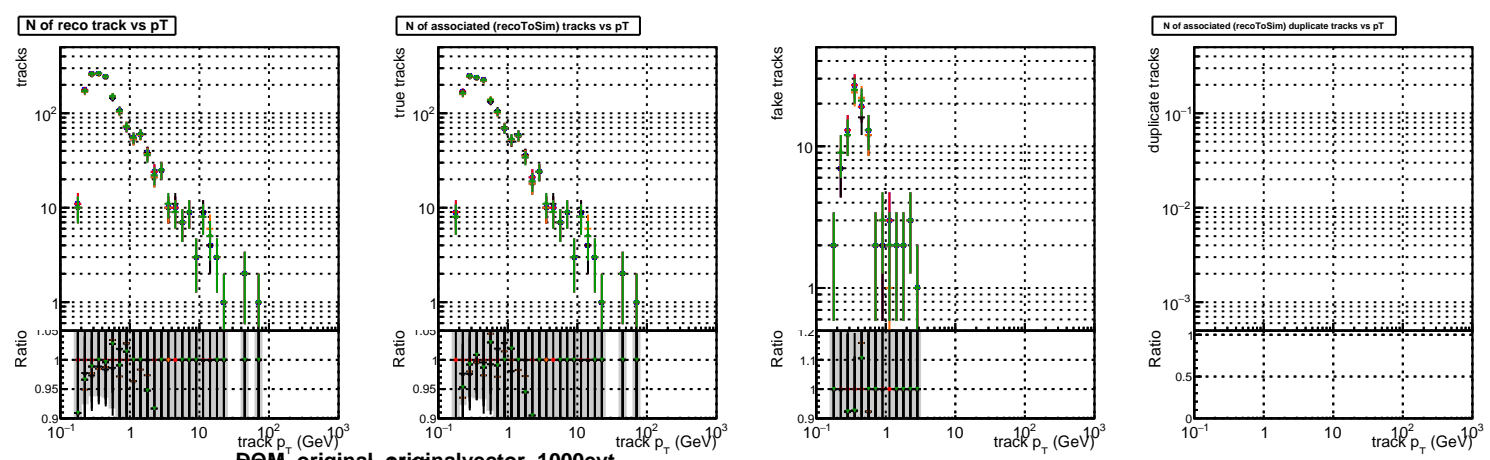 N of reco track vs pT
tracks
10²
10
1
Ratio
1.05
1
0.95
0.9
10⁻¹ 1 10 10² 10³
track p_T (GeV)
N of associated (recoToSim) tracks vs pT
true tracks
10²
10
1
Ratio
1.05
1
0.95
0.9
10⁻¹ 1 10 10² 10³
track p_T (GeV)
fake tracks
10
1
Ratio
1.2
1.1
1
0.9
10⁻¹ 1 10 10² 10³
track p_T (GeV)
N of associated (recoToSim) duplicate tracks vs pT
duplicate tracks
10⁻¹
10⁻²
10⁻³
Ratio
1
0.5
0
10⁻¹ 1 10 10² 10³
track p_T (GeV)